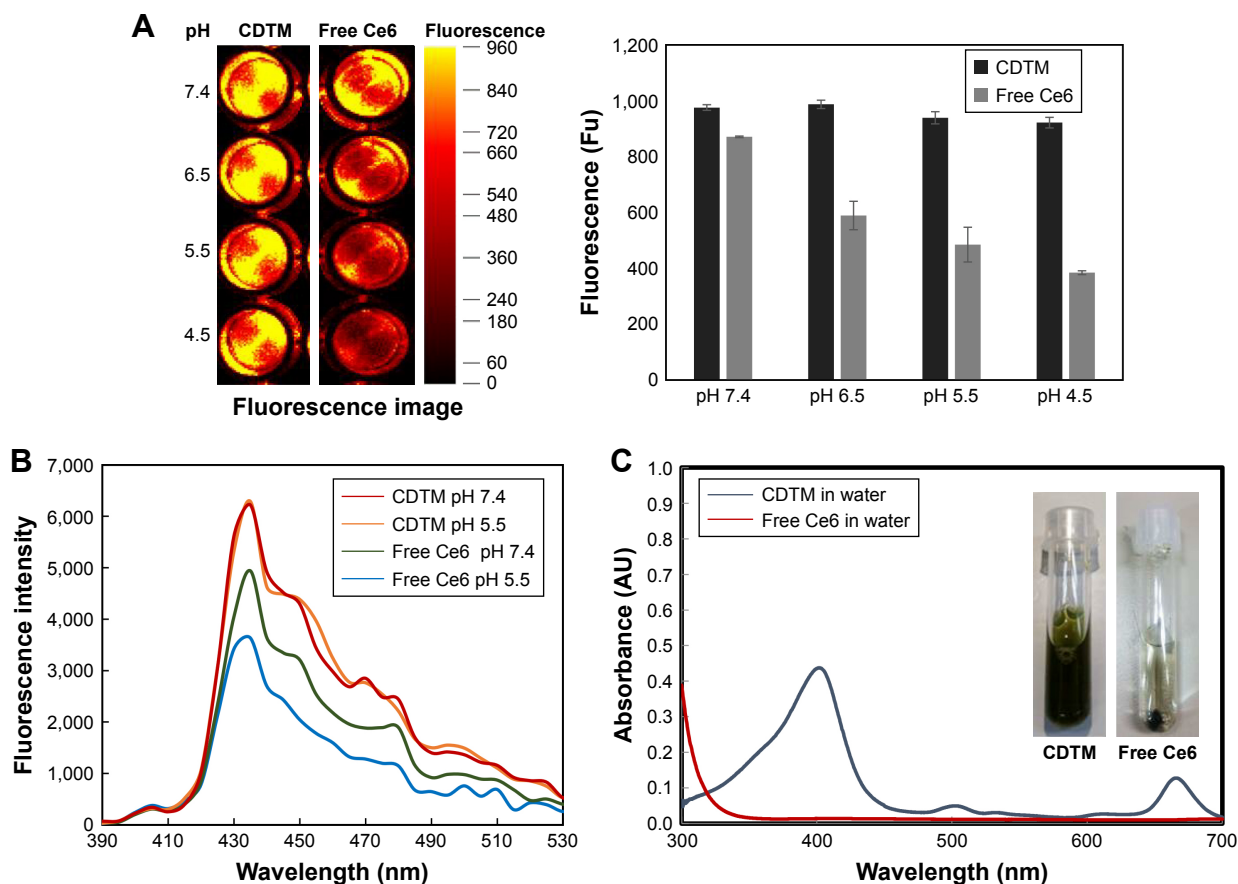 A
pH CDTM Free Ce6 Fluorescence
7.4
6.5
5.5
4.5
960
840
720
660
540
480
360
240
180
60
0
Fluorescence image
Fluorescence (Fu)
1,200
1,000
800
600
400
200
0
CDTM
Free Ce6
pH 7.4 pH 6.5 pH 5.5 pH 4.5
B
Fluorescence intensity
7,000
6,000
5,000
4,000
3,000
2,000
1,000
0
CDTM pH 7.4
CDTM pH 5.5
Free Ce6 pH 7.4
Free Ce6 pH 5.5
390 410 430 450 470 490 510 530
Wavelength (nm)
C
Absorbance (AU)
1.0
0.9
0.8
0.7
0.6
0.5
0.4
0.3
0.2
0.1
0.0
CDTM in water
Free Ce6 in water
CDTM Free Ce6
300 400 500 600 700
Wavelength (nm)